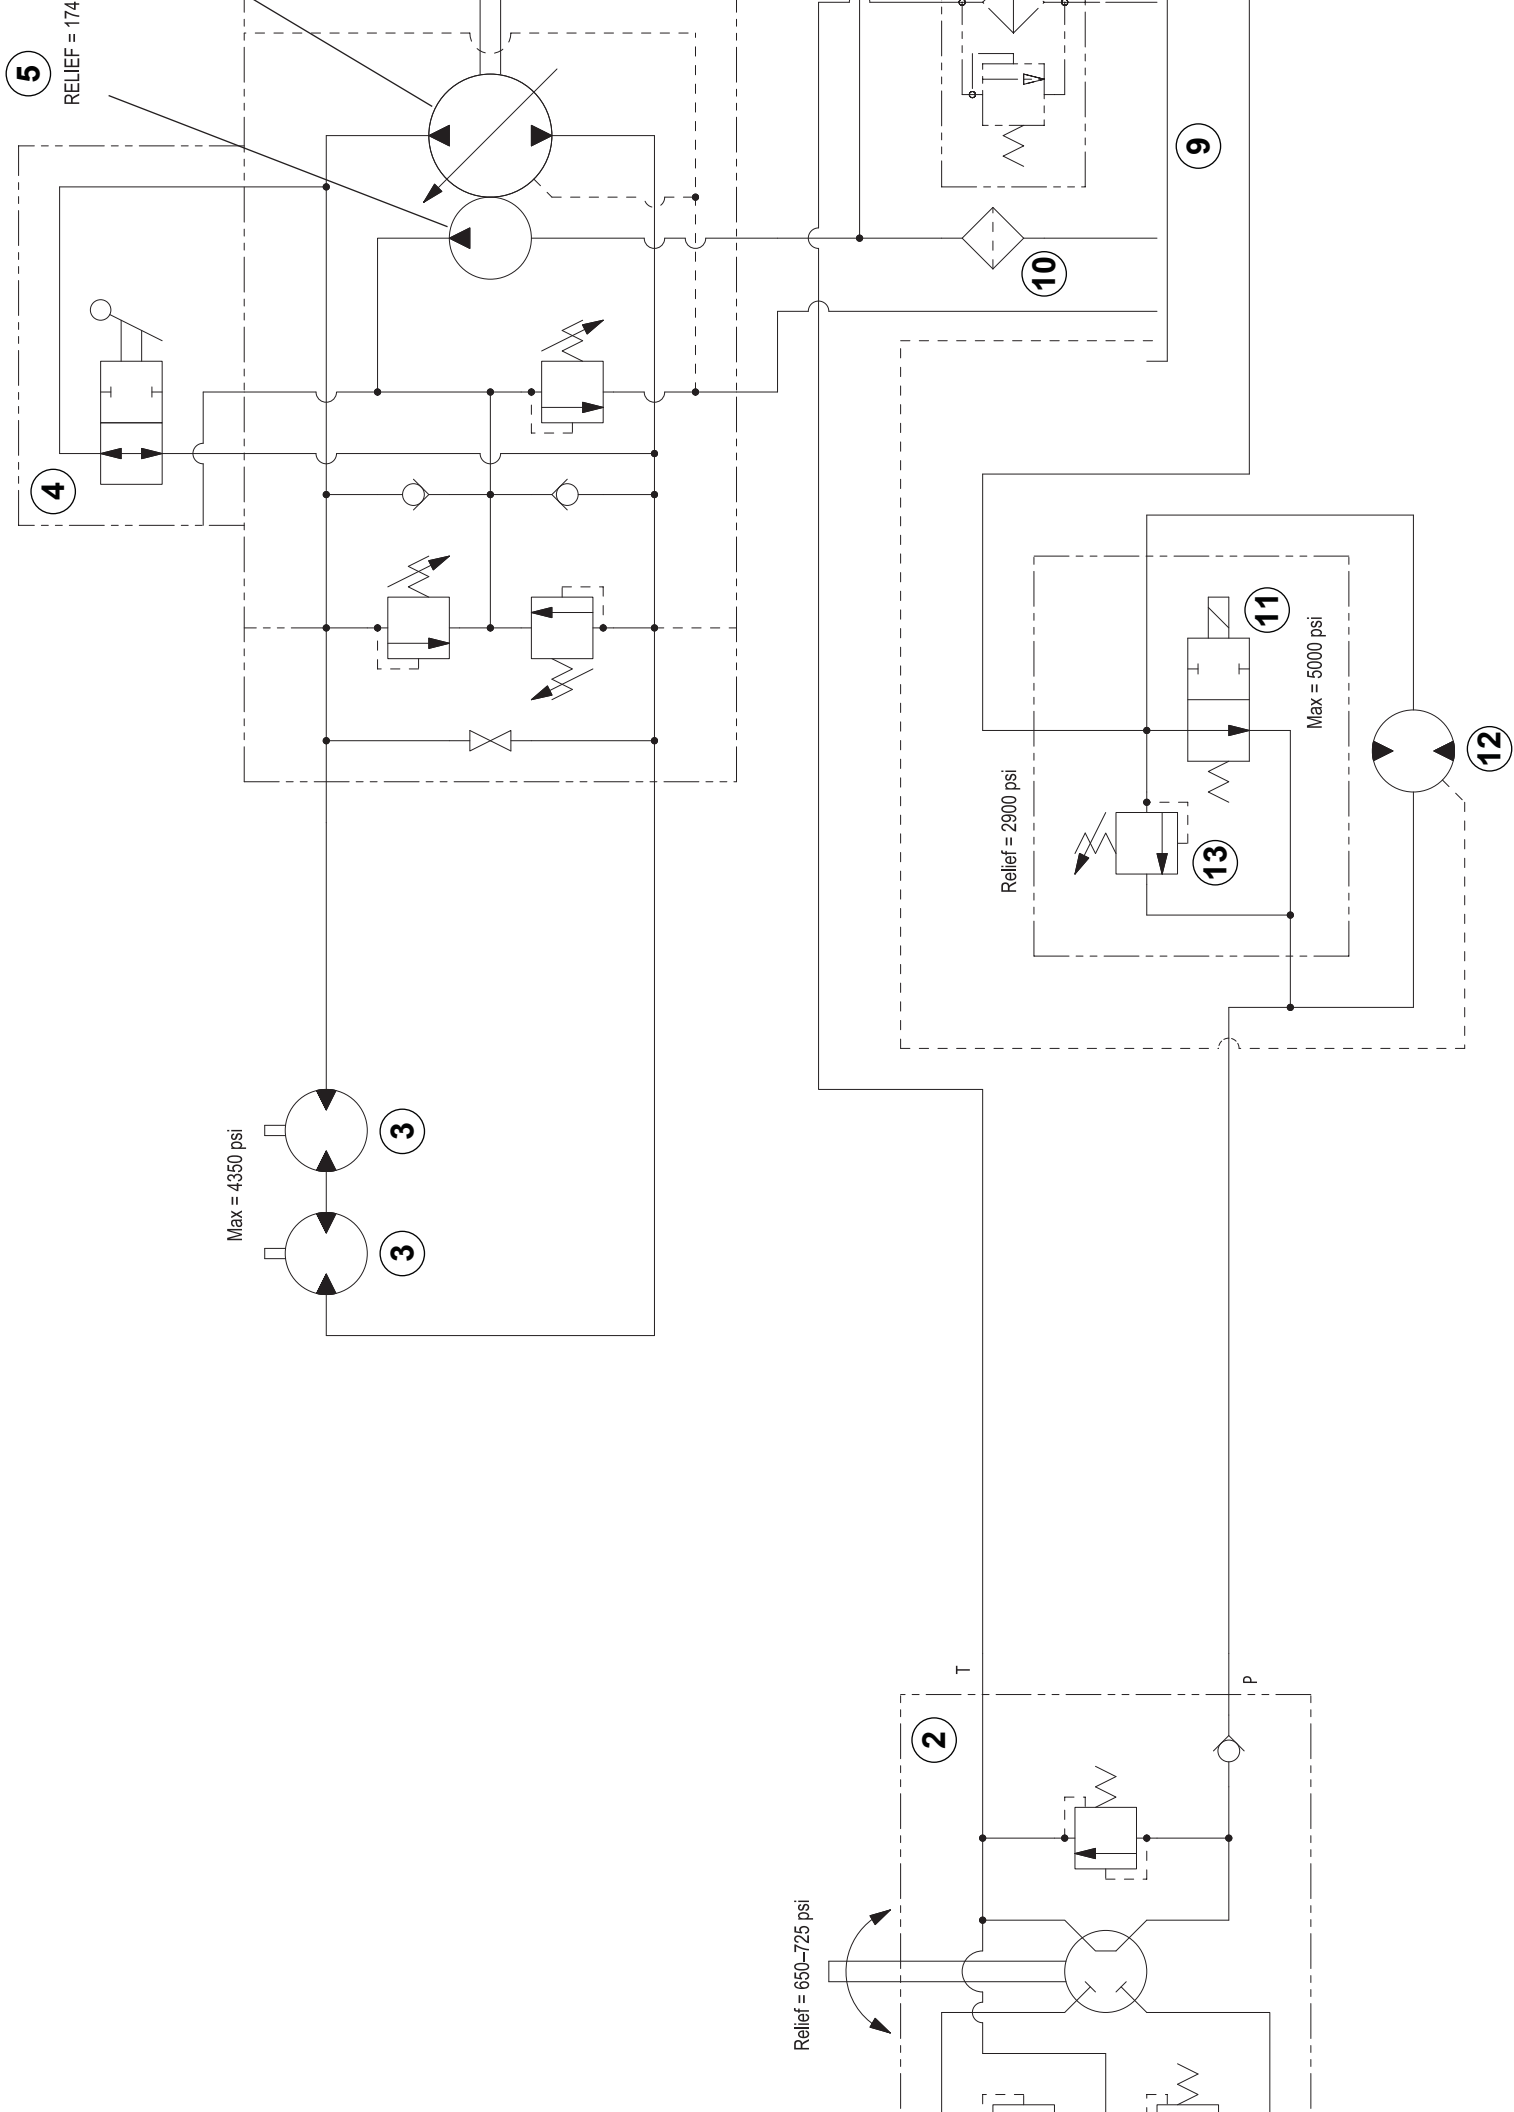 5
RELIEF = 174
4
9
10
11
Max = 5000 psi
12
Relief = 2900 psi
13
Max = 4350 psi
3
3
T
P
2
Relief = 650–725 psi